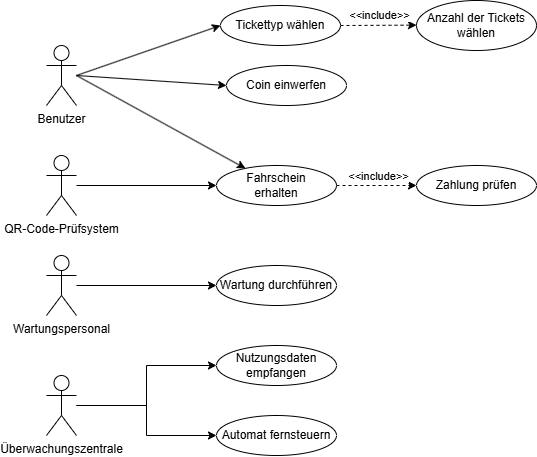 Tickettyp wählen
<<include>>
Anzahl der Tickets
wählen
Coin einwerfen
Benutzer
Fahrschein
erhalten
<<include>>
Zahlung prüfen
QR-Code-Prüfsystem
Wartung durchführen
Wartungspersonal
Nutzungsdaten
empfangen
Automat fernsteuern
Überwachungszentrale